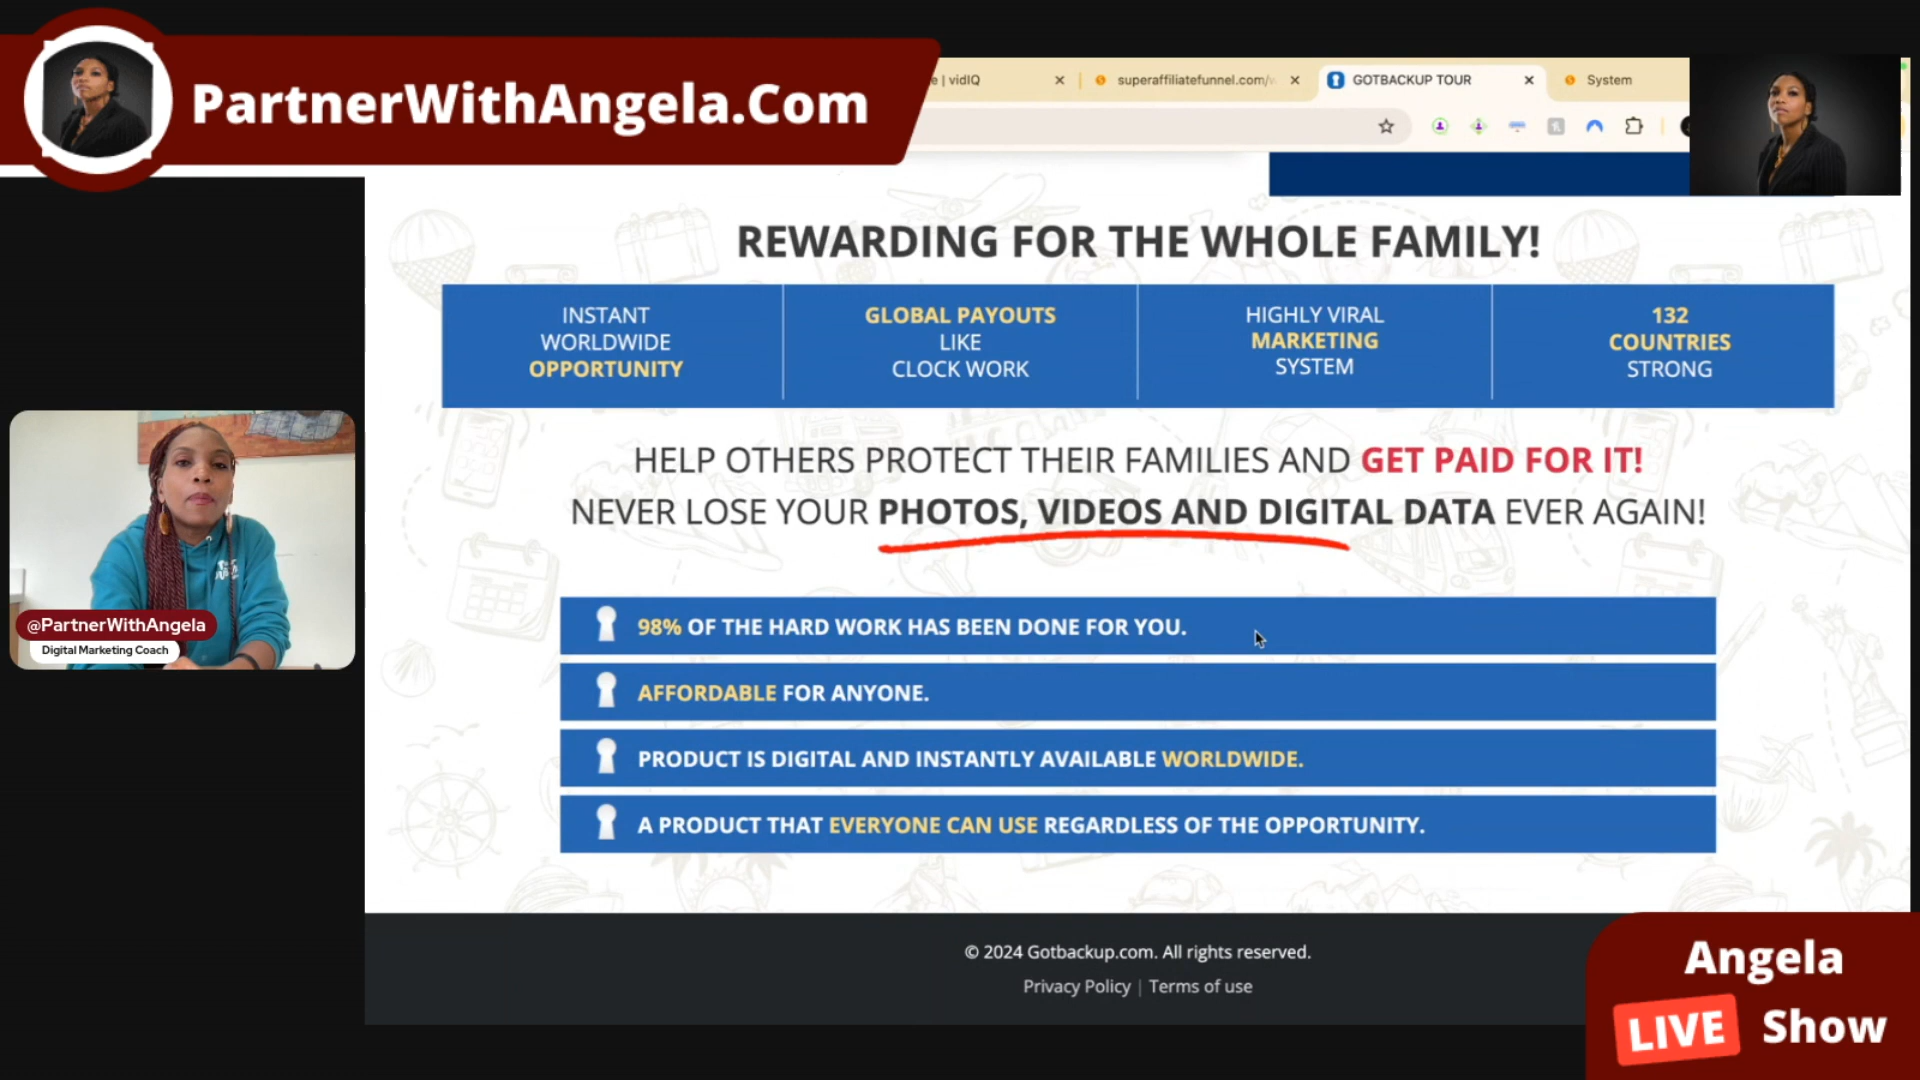 PartnerWithAngela.Com
e | vidIQ
superaffiliatefunnel.com/
GOTBACKUP TOUR
System
REWARDING FOR THE WHOLE FAMILY!
INSTANT
WORLDWIDE
OPPORTUNITY
GLOBAL PAYOUTS
LIKE
CLOCK WORK
HIGHLY VIRAL
MARKETING
SYSTEM
132
COUNTRIES
STRONG
HELP OTHERS PROTECT THEIR FAMILIES AND GET PAID FOR IT!
NEVER LOSE YOUR PHOTOS, VIDEOS AND DIGITAL DATA EVER AGAIN!
98% OF THE HARD WORK HAS BEEN DONE FOR YOU.
AFFORDABLE FOR ANYONE.
PRODUCT IS DIGITAL AND INSTANTLY AVAILABLE WORLDWIDE.
A PRODUCT THAT EVERYONE CAN USE REGARDLESS OF THE OPPORTUNITY.
@PartnerWithAngela
Digital Marketing Coach
© 2024 Gotbackup.com. All rights reserved.
Privacy Policy | Terms of use
Angela
LIVE Show